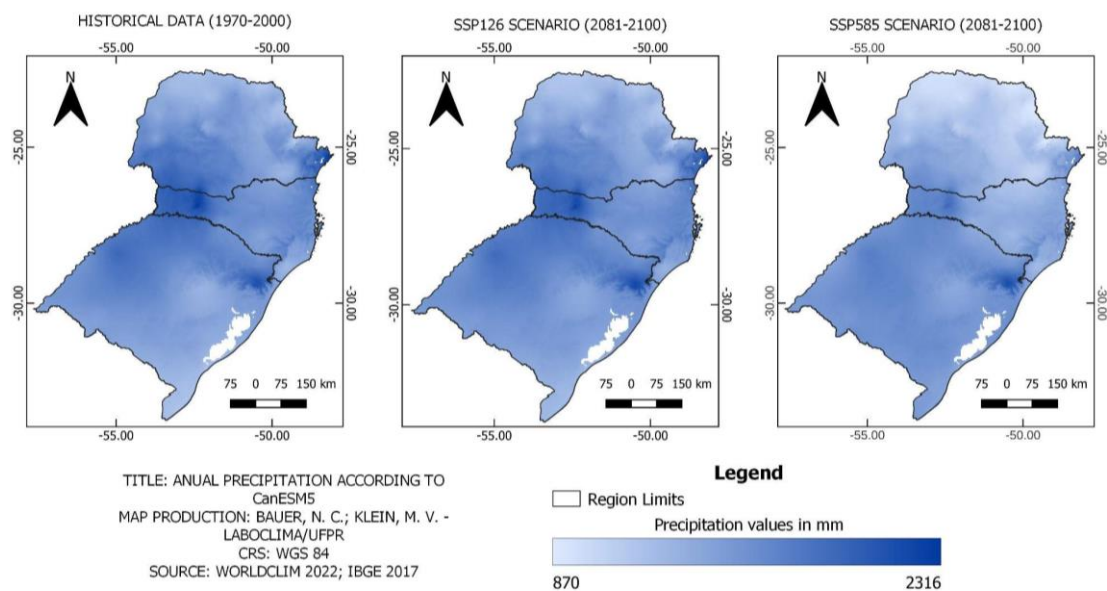 HISTORICAL DATA (1970-2000)
-55.00 -50.00
N
-25.00 -25.00
-30.00 -30.00
75 0 75 150 km
-55.00 -50.00
SSP126 SCENARIO (2081-2100)
-55.00 -50.00
N
-25.00 -25.00
-30.00 -30.00
75 0 75 150 km
-55.00 -50.00
SSP585 SCENARIO (2081-2100)
-55.00 -50.00
N
-25.00 -25.00
-30.00 -30.00
75 0 75 150 km
-55.00 -50.00
TITLE: ANUAL PRECIPITATION ACCORDING TO
CanESM5
MAP PRODUCTION: BAUER, N. C.; KLEIN, M. V. -
LABOCLIMA/UFPR
CRS: WGS 84
SOURCE: WORLDCLIM 2022; IBGE 2017
Legend
Region Limits
Precipitation values in mm
870 2316